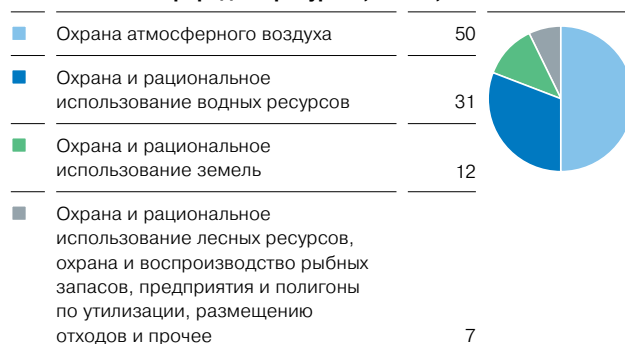 Охрана атмосферного воздуха 50
Охрана и рациональное
использование водных ресурсов 31
Охрана и рациональное
использование земель 12
Охрана и рациональное
использование лесных ресурсов,
охрана и воспроизводство рыбных
запасов, предприятия и полигоны
по утилизации, размещению
отходов и прочее 7